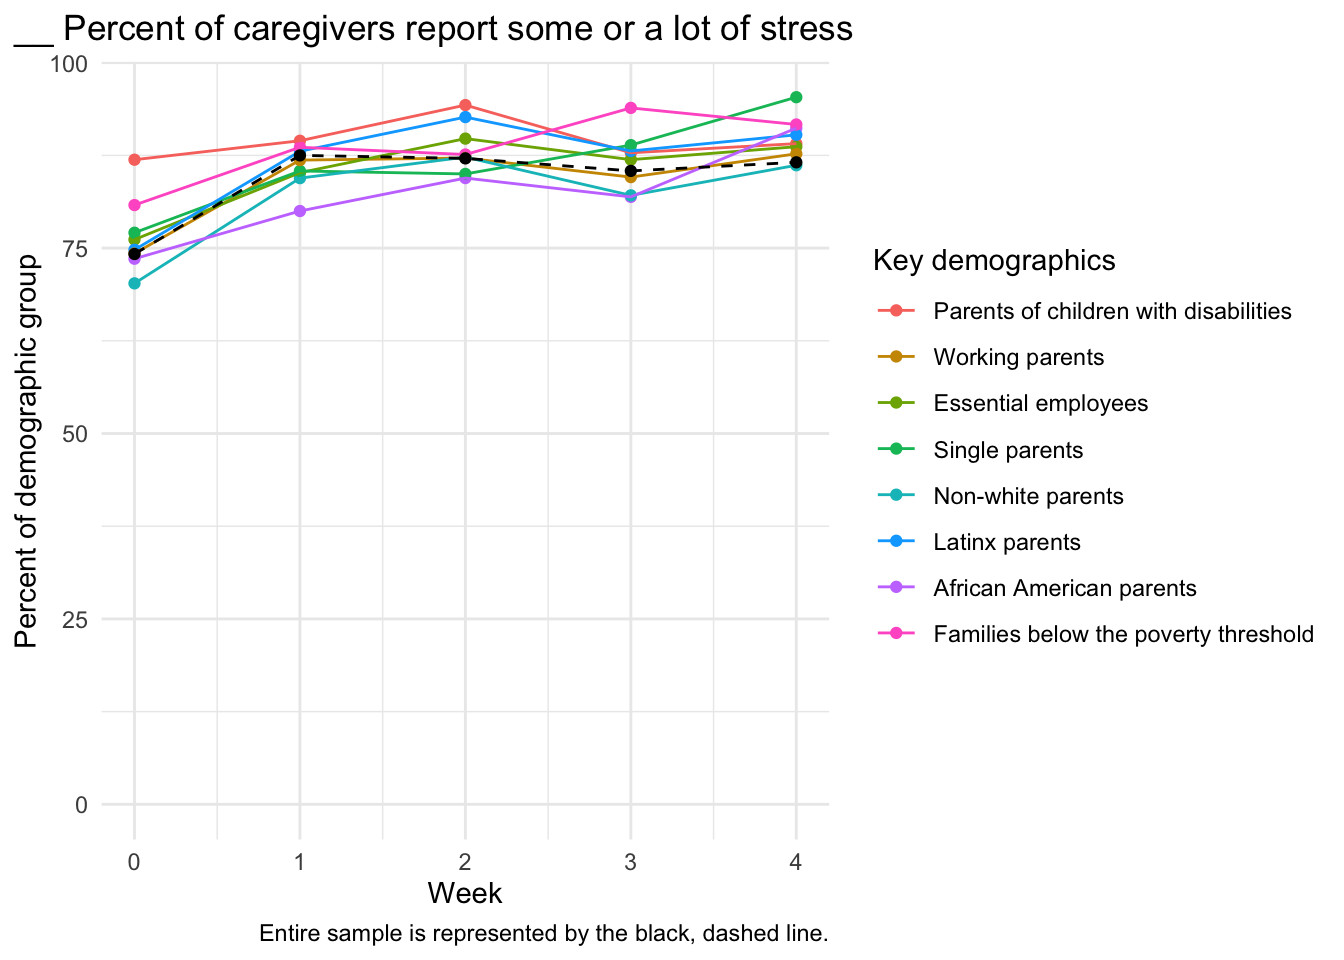 __ Percent of caregivers report some or a lot of stress
100
75
50
25
0
Percent of demographic group
0 1 2 3 4
Week
Entire sample is represented by the black, dashed line.
Key demographics
Parents of children with disabilities
Working parents
Essential employees
Single parents
Non-white parents
Latinx parents
African American parents
Families below the poverty threshold